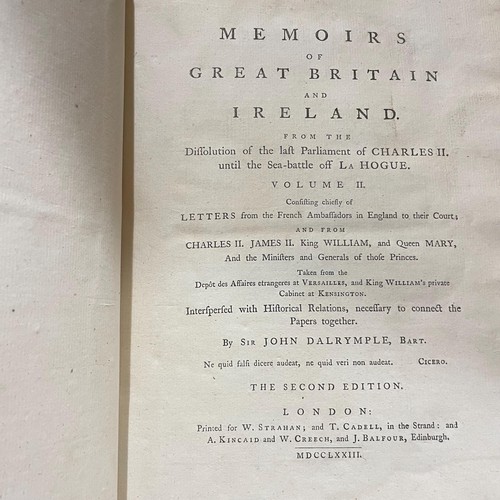 MEMOIRS
OF
GREAT BRITAIN
AND
IRELAND.
FROM THE
Diſſolution of the laſt Parliament of CHARLES II.
until the Sea-battle off LA HOGUE.
VOLUME II.
Conſiſting chiefly of
LETTERS from the French Ambaſſadors in England to their Court;
AND FROM
CHARLES II. JAMES II. King WILLIAM, and Queen MARY,
And the Miniſters and Generals of thoſe Princes.
Taken from the
Depôt des Affaires etrangeres at VERSAILLES, and King WILLIAM's private
Cabinet at KENSINGTON.
Interſperſed with Hiſtorical Relations, neceſſary to connect the
Papers together.
By SIR JOHN DALRYMPLE, BART.
Ne quid falſi dicere audeat, ne quid veri non audeat. CICERO.
THE SECOND EDITION.
LONDON:
Printed for W. STRAHAN; and T. CADELL, in the Strand: and
A. KINCAID and W. CREECH, and J. BALFOUR, Edinburgh.
MDCCLXXIII.